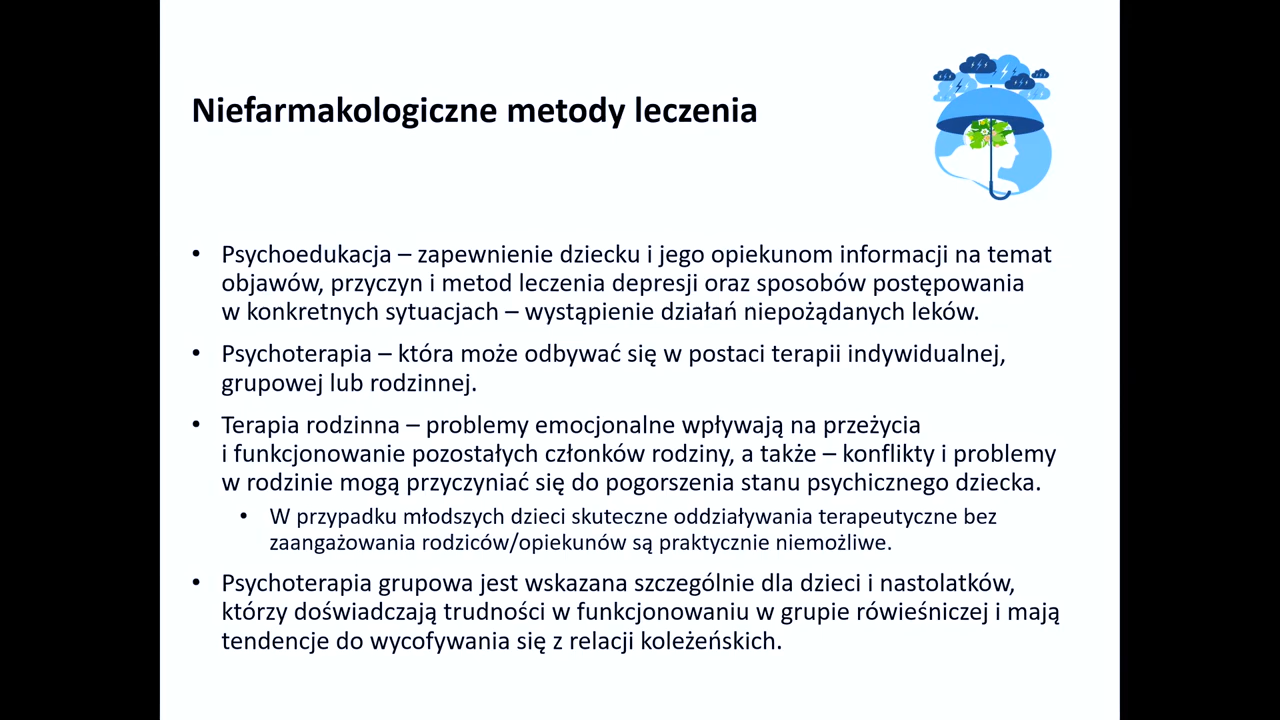 Niefarmakologiczne metody leczenia
• Psychoedukacja – zapewnienie dziecku i jego opiekunom informacji na temat
objawów, przyczyn i metod leczenia depresji oraz sposobów postępowania
w konkretnych sytuacjach – wystąpienie działań niepożądanych leków.
• Psychoterapia – która może odbywać się w postaci terapii indywidualnej,
grupowej lub rodzinnej.
• Terapia rodzinna – problemy emocjonalne wpływają na przeżycia
i funkcjonowanie pozostałych członków rodziny, a także – konflikty i problemy
w rodzinie mogą przyczyniać się do pogorszenia stanu psychicznego dziecka.
• W przypadku młodszych dzieci skuteczne oddziaływania terapeutyczne bez
zaangażowania rodziców/opiekunów są praktycznie niemożliwe.
• Psychoterapia grupowa jest wskazana szczególnie dla dzieci i nastolatków,
którzy doświadczają trudności w funkcjonowaniu w grupie rówieśniczej i mają
tendencje do wycofywania się z relacji koleżeńskich.